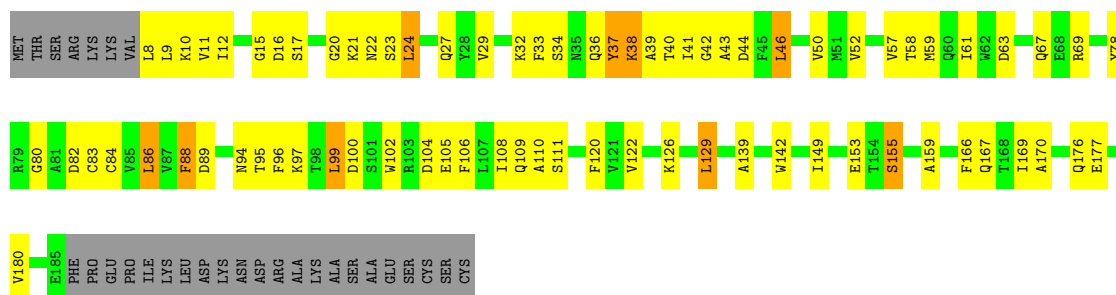 MET THR SER ARG LYS LYS VAL L8 L9 K10 V11 I12 G15 D16 S17 G20 K21 N22 S23 L24 Q27 Y28 V29 K32 F33 S34 N35 Q36 Y37 K38 A39 T40 I41 G42 A43 D44 F45 L46 V50 M51 V52 V57 T58 M59 Q60 I61 W62 D63 Q67 E68 R69 Y78
R79 G80 A81 D82 C83 C84 V85 L86 V87 F88 D89 N94 T95 F96 K97 T98 L99 D100 S101 W102 R103 D104 E105 F106 L107 I108 Q109 A110 S111 F120 V121 V122 K126 L129 A139 W142 I149 E153 T154 S155 A159 F166 Q167 T168 I169 A170 Q176 E177
V180 E185 PHE PRO GLU PRO ILE LYS LEU ASP LYS ASN ASP ARG ALA LYS ALA SER ALA GLU SER CYS SER CYS